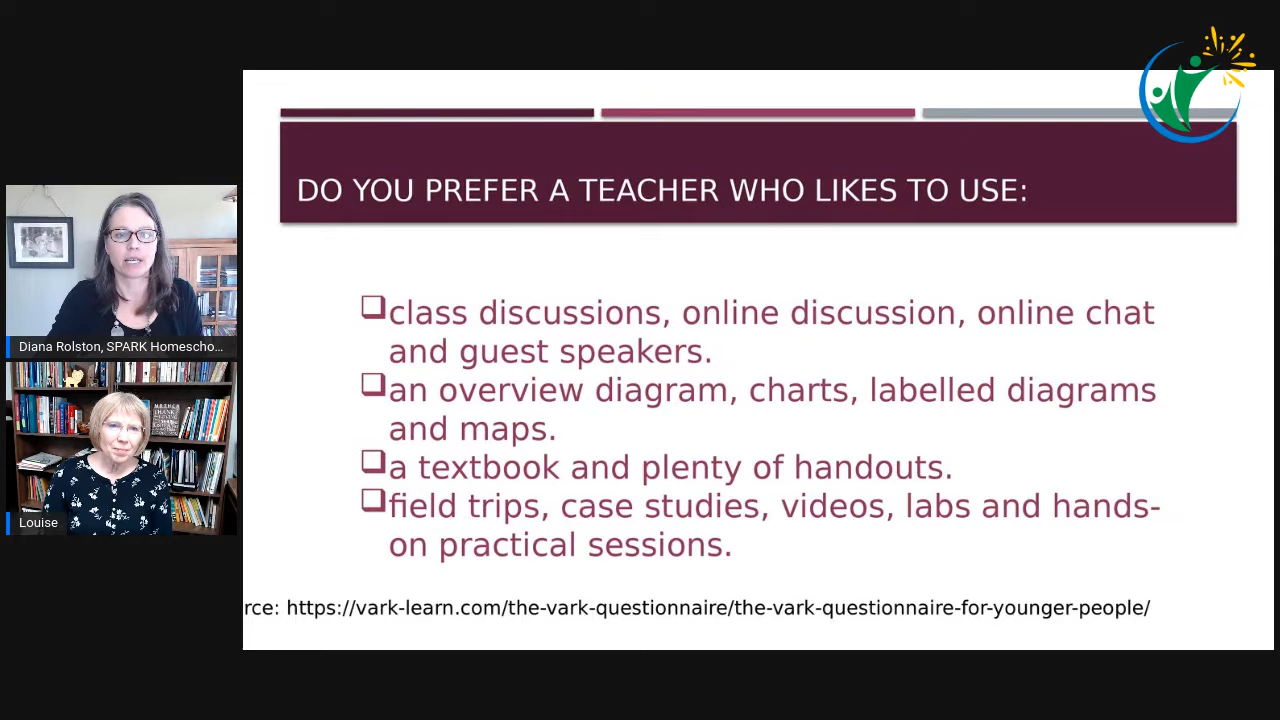 DO YOU PREFER A TEACHER WHO LIKES TO USE:
class discussions, online discussion, online chat
and guest speakers.
an overview diagram, charts, labelled diagrams
and maps.
a textbook and plenty of handouts.
field trips, case studies, videos, labs and hands-
on practical sessions.
rce: https://vark-learn.com/the-vark-questionnaire/the-vark-questionnaire-for-younger-people/
Diana Rolston, SPARK Homescho...
Louise